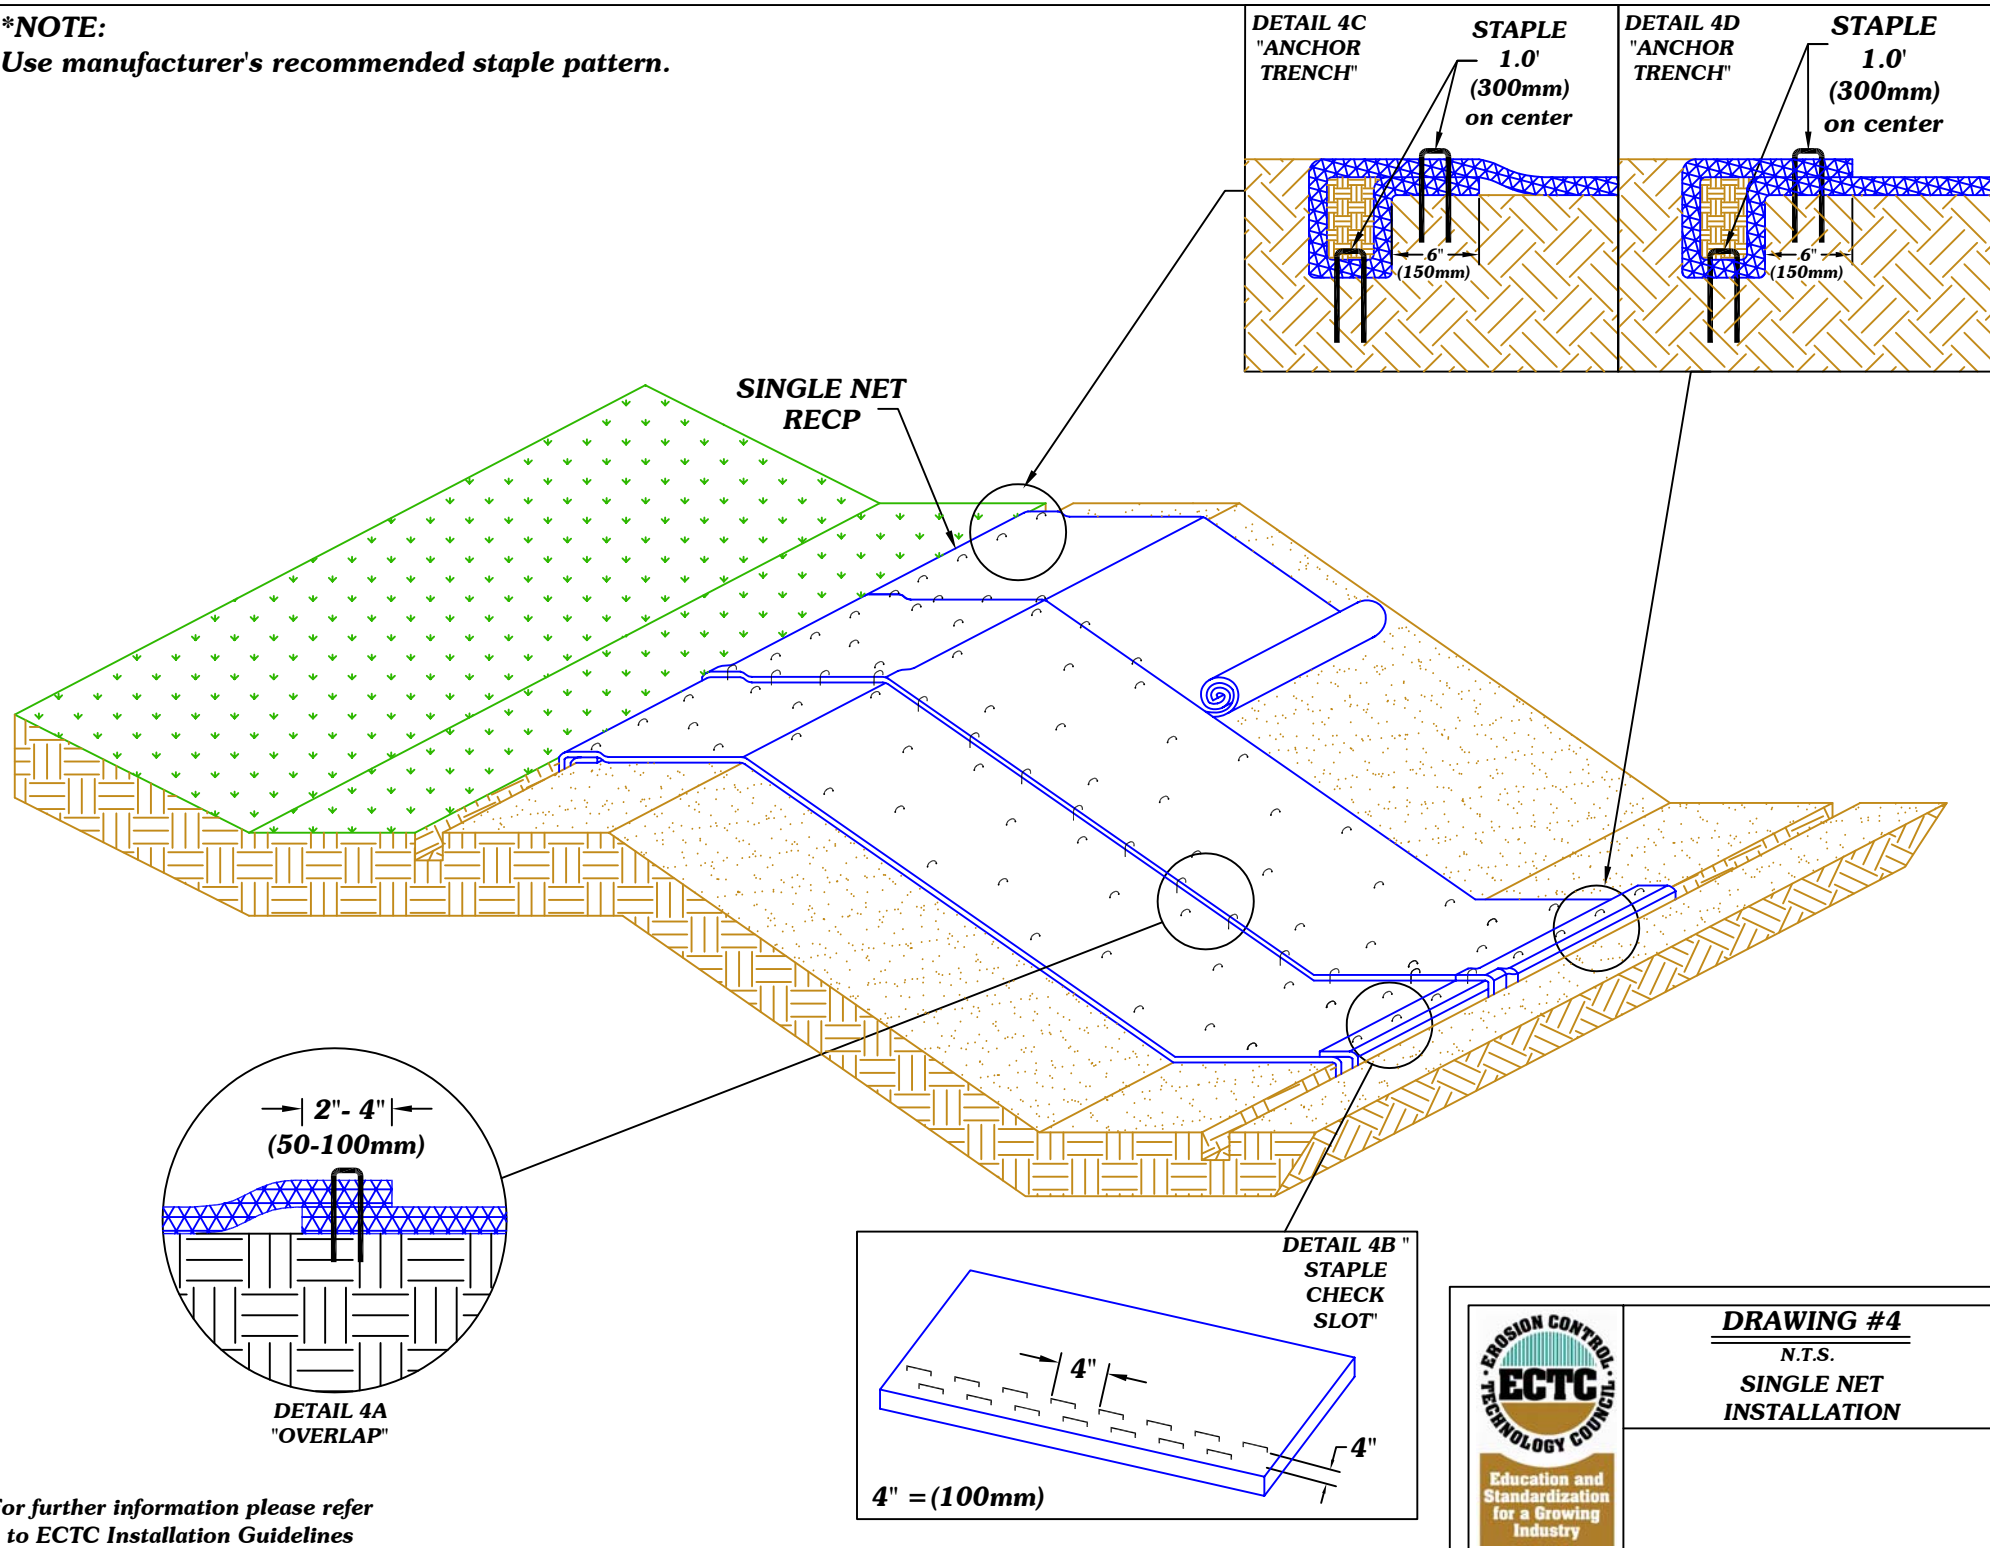 *NOTE:
Use manufacturer's recommended staple pattern.
DETAIL 4C
"ANCHOR
TRENCH"
STAPLE
1.0'
(300mm)
on center
6"
(150mm)
DETAIL 4D
"ANCHOR
TRENCH"
STAPLE
1.0'
(300mm)
on center
6"
(150mm)
SINGLE NET
RECP
2"- 4"
(50-100mm)
DETAIL 4A
"OVERLAP"
DETAIL 4B "
STAPLE
CHECK
SLOT"
4"
4"
4" = (100mm)
or further information please refer
to ECTC Installation Guidelines
EROSION CONTROL
TECHNOLOGY COUNCIL
ECTC
Education and
Standardization
for a Growing
Industry
DRAWING #4
N.T.S.
SINGLE NET
INSTALLATION